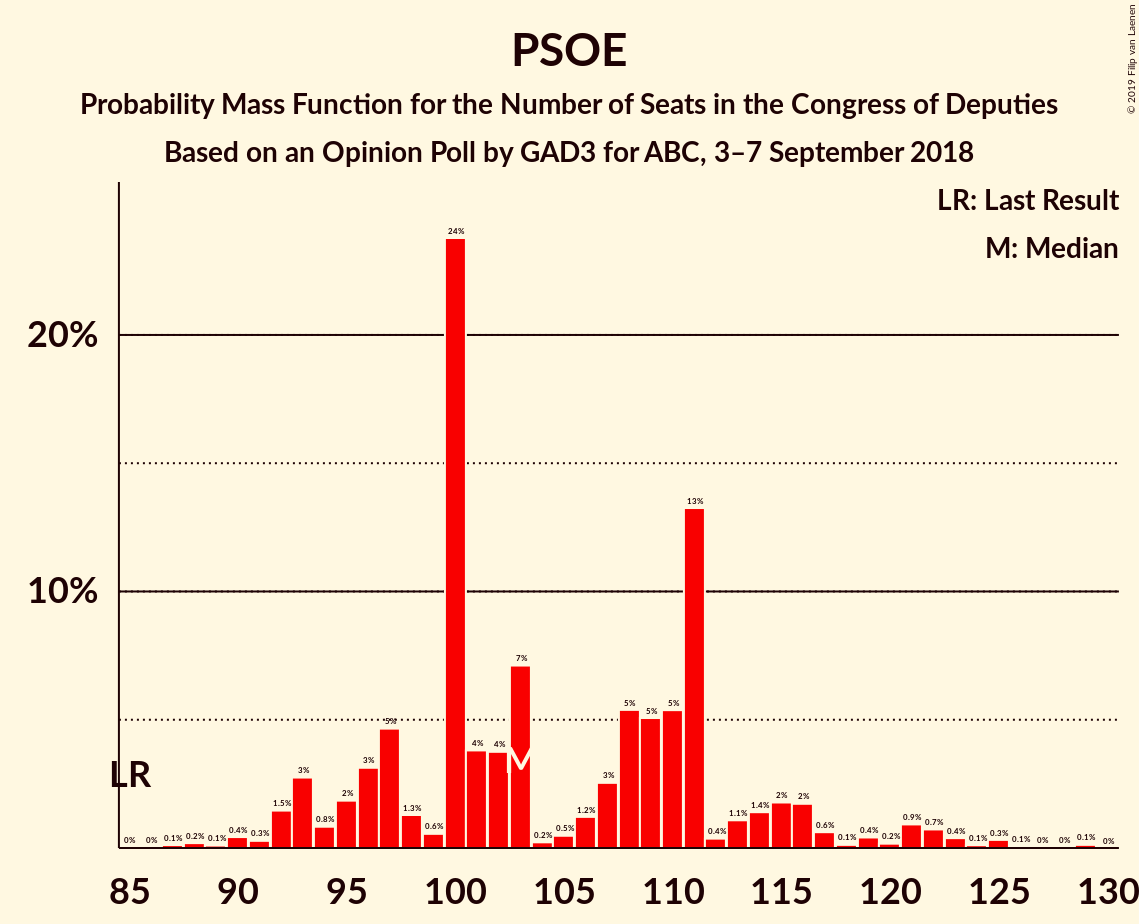 PSOE
Probability Mass Function for the Number of Seats in the Congress of Deputies
Based on an Opinion Poll by GAD3 for ABC, 3–7 September 2018
© 2019 Filip van Laenen
LR: Last Result
M: Median
20%
10%
LR
M
0% 0% 0.1% 0.2% 0.1% 0.4% 0.3% 1.5% 3% 0.8% 2% 3% 5% 1.3% 0.6% 24% 4% 4% 7% 0.2% 0.5% 1.2% 3% 5% 5% 5% 13% 0.4% 1.1% 1.4% 2% 2% 0.6% 0.1% 0.4% 0.2% 0.9% 0.7% 0.4% 0.1% 0.3% 0.1% 0% 0% 0.1% 0%
85 90 95 100 105 110 115 120 125 130